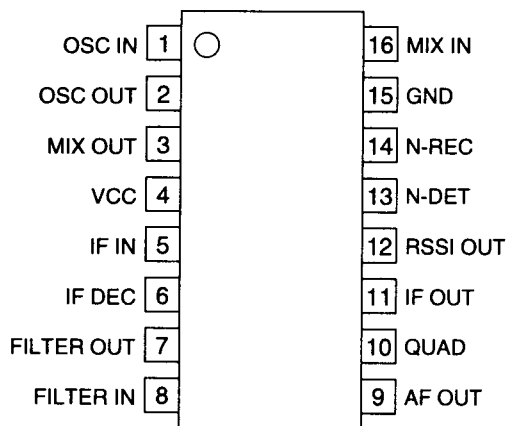 OSC IN 1 16 MIX IN
OSC OUT 2 15 GND
MIX OUT 3 14 N-REC
VCC 4 13 N-DET
IF IN 5 12 RSSI OUT
IF DEC 6 11 IF OUT
FILTER OUT 7 10 QUAD
FILTER IN 8 9 AF OUT